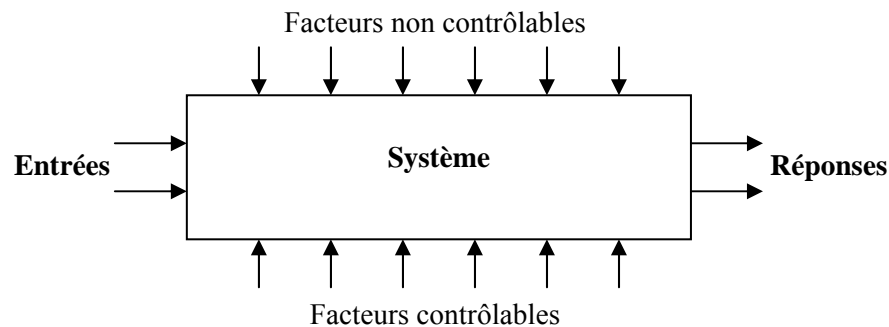 Facteurs non contrôlables
Système
Entrées
Réponses
Facteurs contrôlables